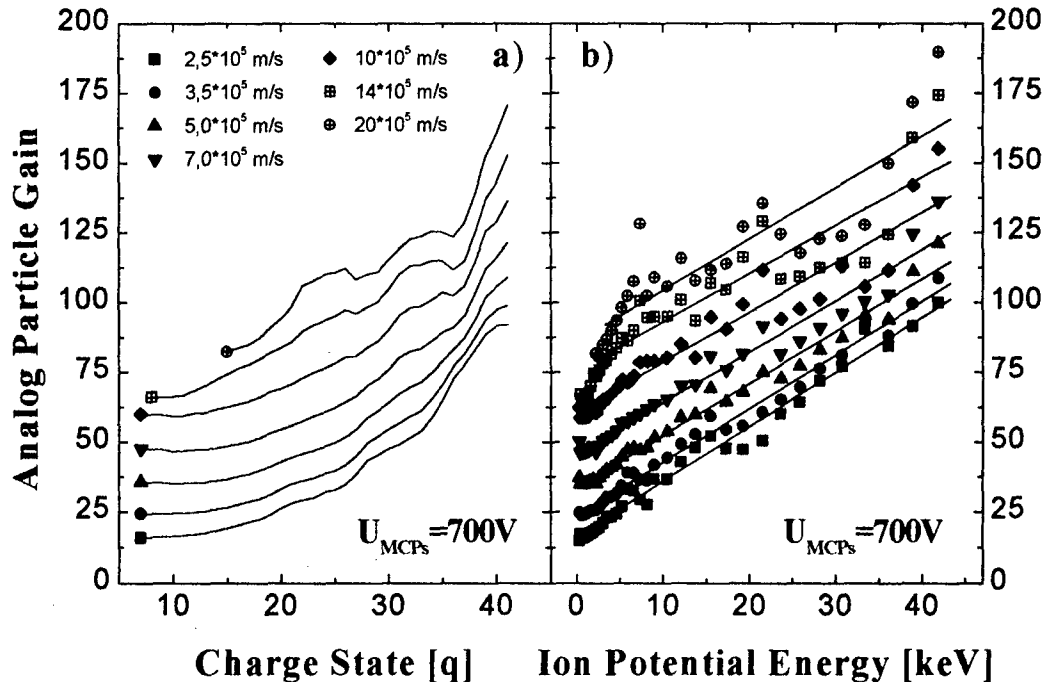 Analog Particle Gain
200
175
150
125
100
75
50
25
0
a)
2,5*10⁵ m/s
3,5*10⁵ m/s
5,0*10⁵ m/s
7,0*10⁵ m/s
10*10⁵ m/s
14*10⁵ m/s
20*10⁵ m/s
U_MCPs=700V
10 20 30 40
Charge State [q]
b)
U_MCPs=700V
0 10 20 30 40
Ion Potential Energy [keV]
200
175
150
125
100
75
50
25
0